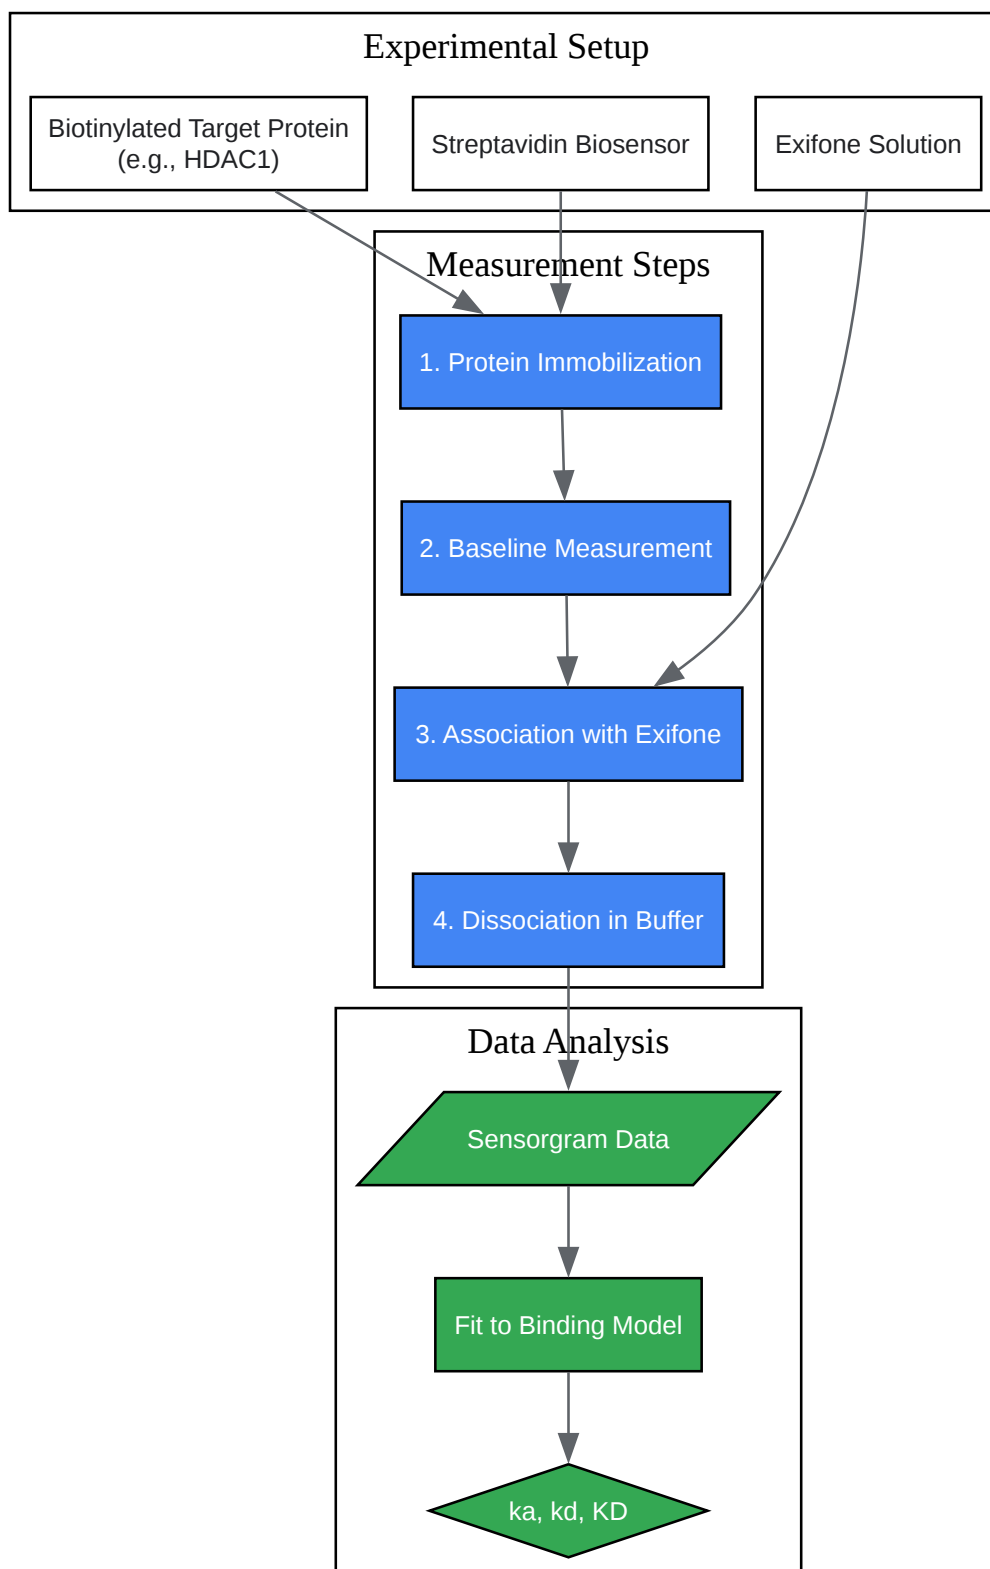 Experimental Setup
Biotinylated Target Protein
(e.g., HDAC1)
Streptavidin Biosensor
Exifone Solution
Measurement Steps
1. Protein Immobilization
2. Baseline Measurement
3. Association with Exifone
4. Dissociation in Buffer
Data Analysis
Sensorgram Data
Fit to Binding Model
ka, kd, KD